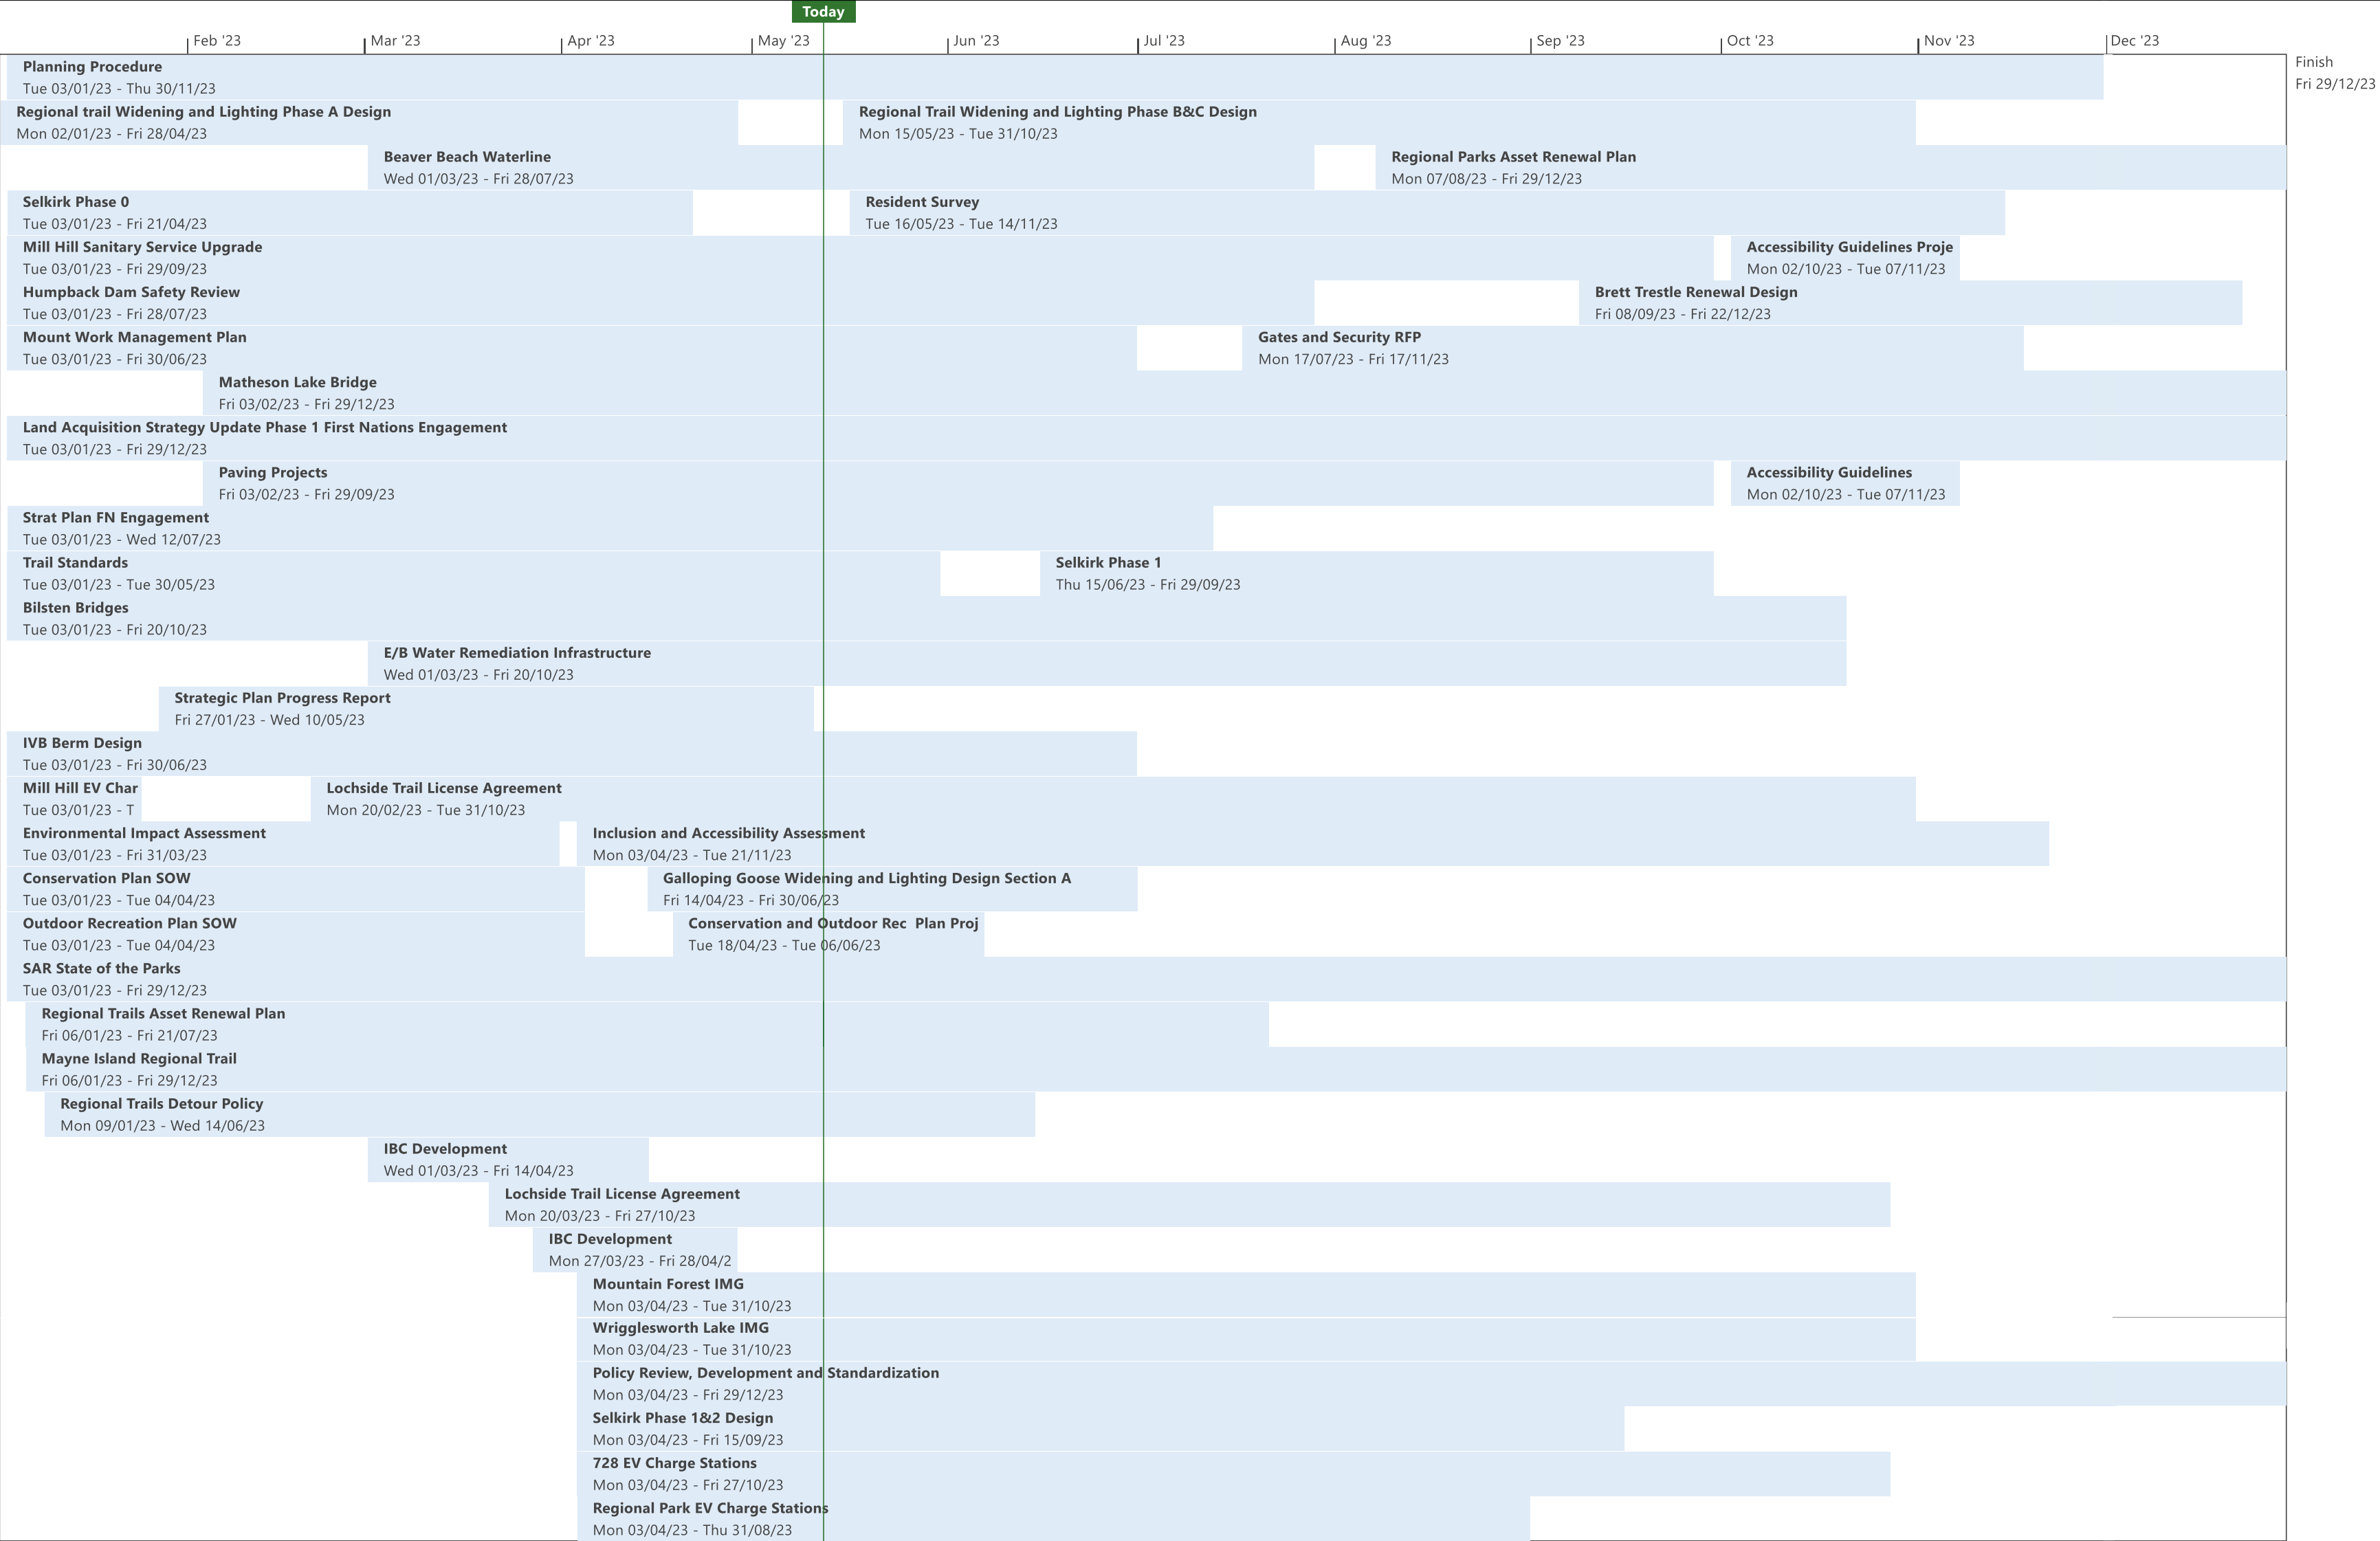 Today
Feb '23 Mar '23 Apr '23 May '23 Jun '23 Jul '23 Aug '23 Sep '23 Oct '23 Nov '23 Dec '23
Finish
Fri 29/12/23
Planning Procedure
Tue 03/01/23 - Thu 30/11/23
Regional trail Widening and Lighting Phase A Design
Mon 02/01/23 - Fri 28/04/23
Regional Trail Widening and Lighting Phase B&C Design
Mon 15/05/23 - Tue 31/10/23
Beaver Beach Waterline
Wed 01/03/23 - Fri 28/07/23
Regional Parks Asset Renewal Plan
Mon 07/08/23 - Fri 29/12/23
Selkirk Phase 0
Tue 03/01/23 - Fri 21/04/23
Resident Survey
Tue 16/05/23 - Tue 14/11/23
Mill Hill Sanitary Service Upgrade
Tue 03/01/23 - Fri 29/09/23
Accessibility Guidelines Proje
Mon 02/10/23 - Tue 07/11/23
Humpback Dam Safety Review
Tue 03/01/23 - Fri 28/07/23
Brett Trestle Renewal Design
Fri 08/09/23 - Fri 22/12/23
Mount Work Management Plan
Tue 03/01/23 - Fri 30/06/23
Gates and Security RFP
Mon 17/07/23 - Fri 17/11/23
Matheson Lake Bridge
Fri 03/02/23 - Fri 29/12/23
Land Acquisition Strategy Update Phase 1 First Nations Engagement
Tue 03/01/23 - Fri 29/12/23
Paving Projects
Fri 03/02/23 - Fri 29/09/23
Accessibility Guidelines
Mon 02/10/23 - Tue 07/11/23
Strat Plan FN Engagement
Tue 03/01/23 - Wed 12/07/23
Trail Standards
Tue 03/01/23 - Tue 30/05/23
Selkirk Phase 1
Thu 15/06/23 - Fri 29/09/23
Bilsten Bridges
Tue 03/01/23 - Fri 20/10/23
E/B Water Remediation Infrastructure
Wed 01/03/23 - Fri 20/10/23
Strategic Plan Progress Report
Fri 27/01/23 - Wed 10/05/23
IVB Berm Design
Tue 03/01/23 - Fri 30/06/23
Mill Hill EV Char
Tue 03/01/23 - T
Lochside Trail License Agreement
Mon 20/02/23 - Tue 31/10/23
Environmental Impact Assessment
Tue 03/01/23 - Fri 31/03/23
Inclusion and Accessibility Assessment
Mon 03/04/23 - Tue 21/11/23
Conservation Plan SOW
Tue 03/01/23 - Tue 04/04/23
Galloping Goose Widening and Lighting Design Section A
Fri 14/04/23 - Fri 30/06/23
Outdoor Recreation Plan SOW
Tue 03/01/23 - Tue 04/04/23
Conservation and Outdoor Rec Plan Proj
Tue 18/04/23 - Tue 06/06/23
SAR State of the Parks
Tue 03/01/23 - Fri 29/12/23
Regional Trails Asset Renewal Plan
Fri 06/01/23 - Fri 21/07/23
Mayne Island Regional Trail
Fri 06/01/23 - Fri 29/12/23
Regional Trails Detour Policy
Mon 09/01/23 - Wed 14/06/23
IBC Development
Wed 01/03/23 - Fri 14/04/23
Lochside Trail License Agreement
Mon 20/03/23 - Fri 27/10/23
IBC Development
Mon 27/03/23 - Fri 28/04/2
Mountain Forest IMG
Mon 03/04/23 - Tue 31/10/23
Wrigglesworth Lake IMG
Mon 03/04/23 - Tue 31/10/23
Policy Review, Development and Standardization
Mon 03/04/23 - Fri 29/12/23
Selkirk Phase 1&2 Design
Mon 03/04/23 - Fri 15/09/23
728 EV Charge Stations
Mon 03/04/23 - Fri 27/10/23
Regional Park EV Charge Stations
Mon 03/04/23 - Thu 31/08/23